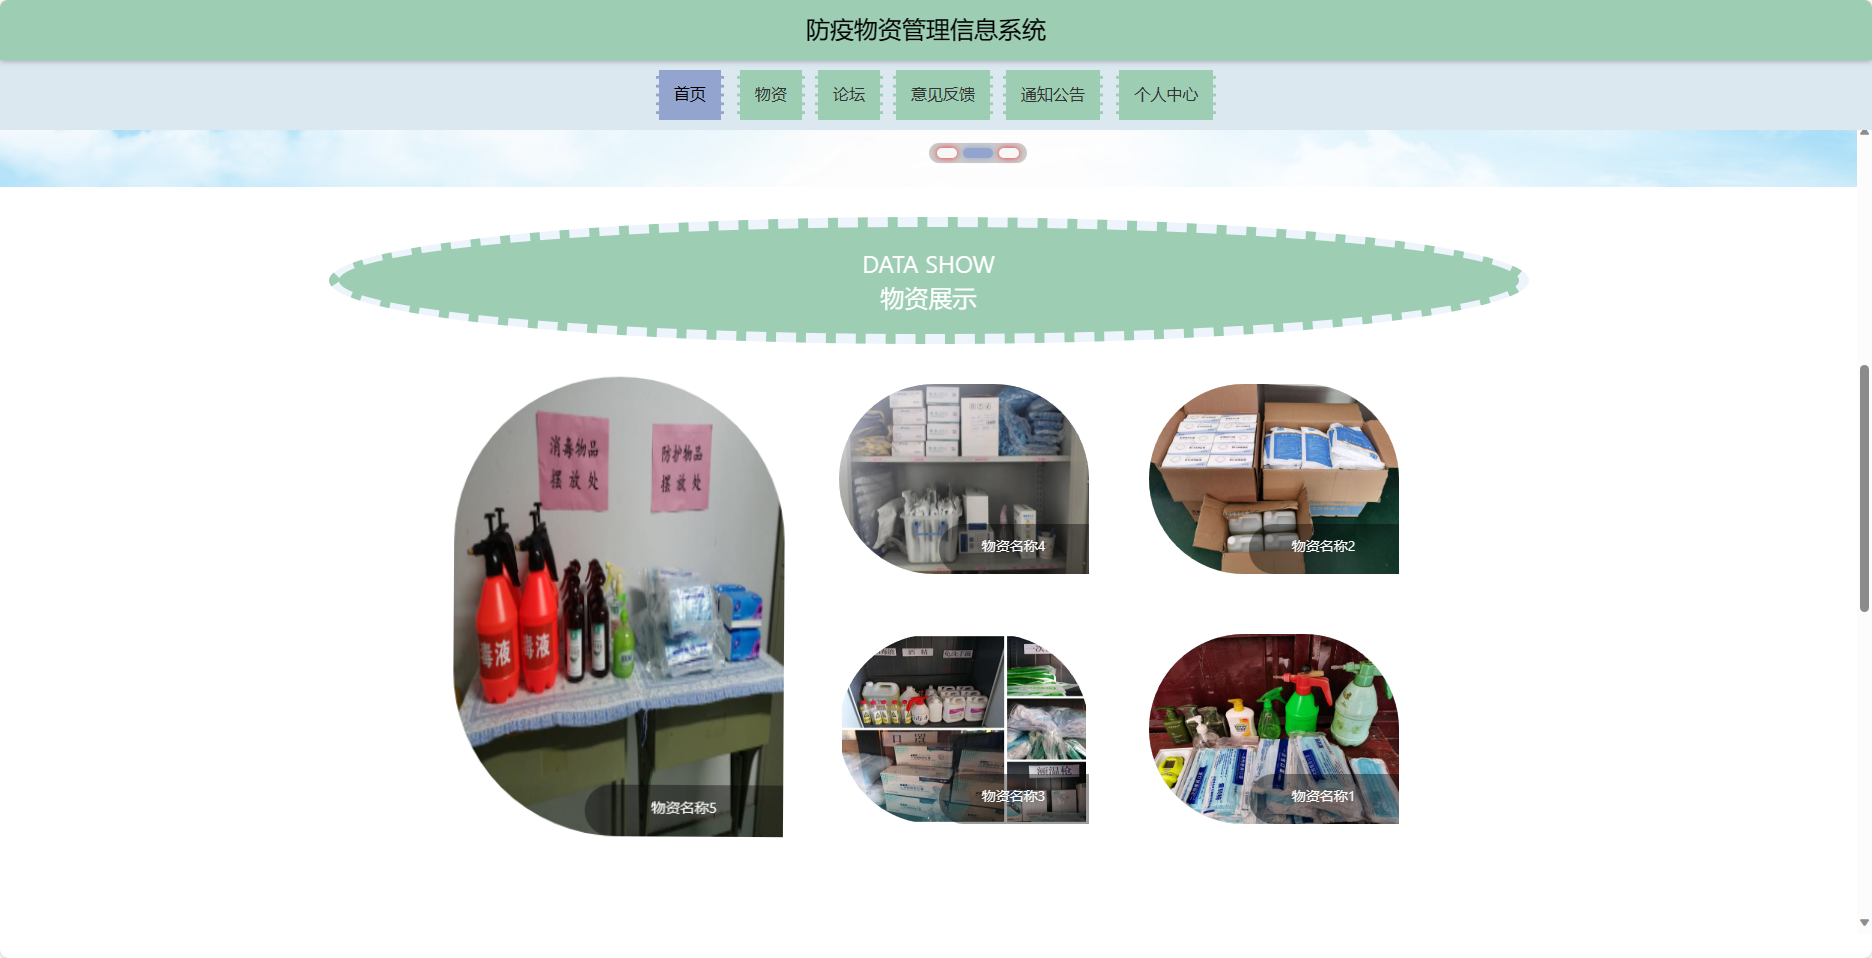 防疫物资管理信息系统
首页
物资
论坛
意见反馈
通知公告
个人中心
DATA SHOW
物资展示
消毒物品
摆放处
防护物品
摆放处
毒液
毒液
物资名称5
物资名称4
物资名称2
酒精
口罩
物资名称3
物资名称1